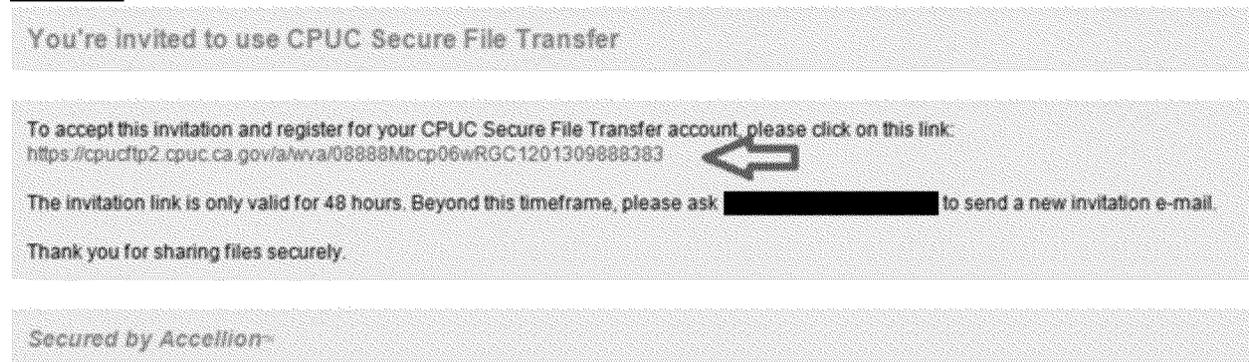 You're invited to use CPUC Secure File Transfer
To accept this invitation and register for your CPUC Secure File Transfer account, please click on this link:
https://cpucftp2.cpuc.ca.gov/a/wva/08888Mbcp06wRGC1201309888383
The invitation link is only valid for 48 hours. Beyond this timeframe, please ask to send a new invitation e-mail.
Thank you for sharing files securely.
Secured by Accellion™